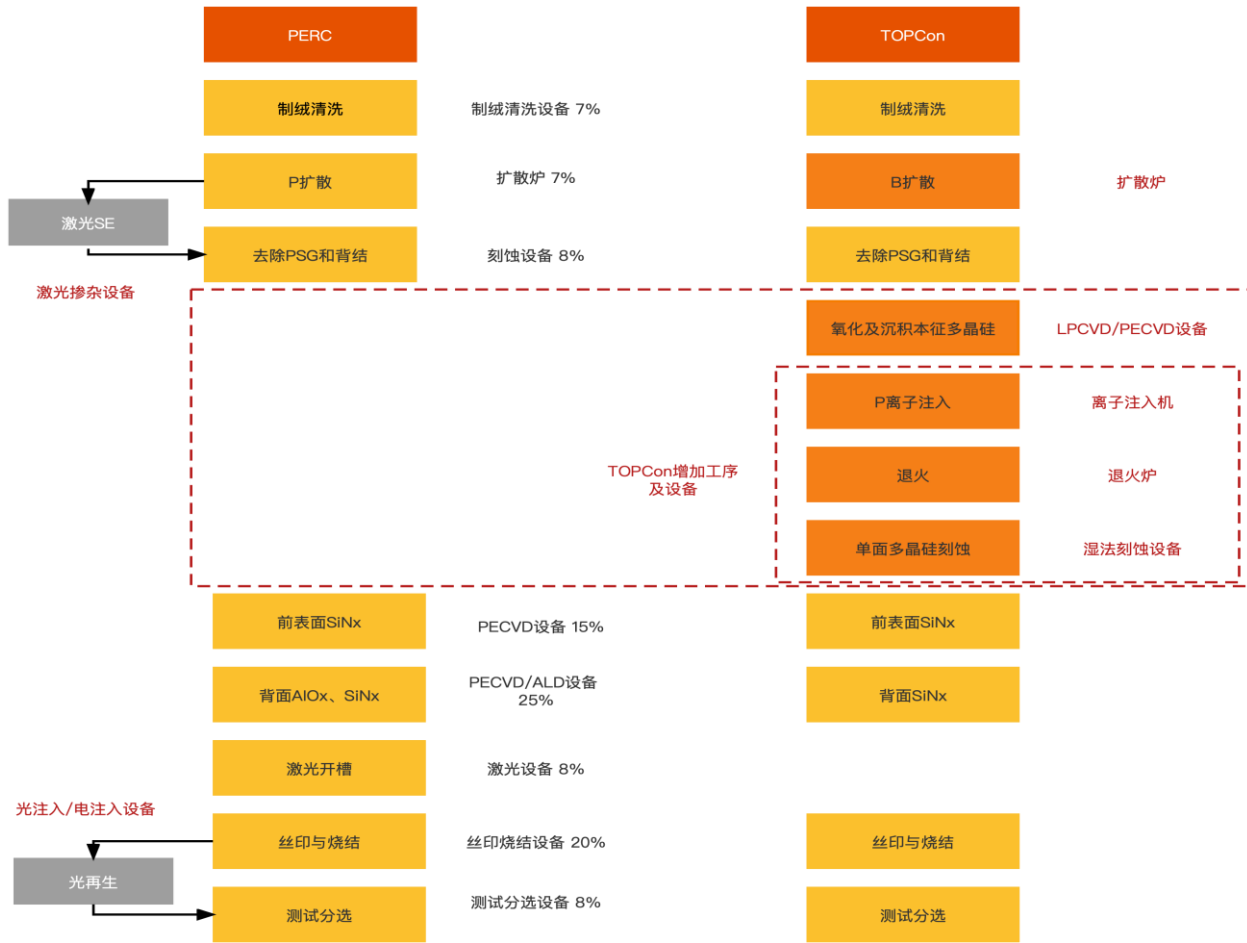 PERC
TOPCon
制绒清洗
制绒清洗设备 7%
制绒清洗
P扩散
扩散炉 7%
B扩散
扩散炉
激光SE
去除PSG和背结
刻蚀设备 8%
去除PSG和背结
激光掺杂设备
氧化及沉积本征多晶硅
LPCVD/PECVD设备
P离子注入
离子注入机
TOPCon增加工序
及设备
退火
退火炉
单面多晶硅刻蚀
湿法刻蚀设备
前表面SiNx
PECVD设备 15%
前表面SiNx
背面AlOx、SiNx
PECVD/ALD设备
25%
背面SiNx
激光开槽
激光设备 8%
光注入/电注入设备
丝印与烧结
丝印烧结设备 20%
丝印与烧结
光再生
测试分选
测试分选设备 8%
测试分选